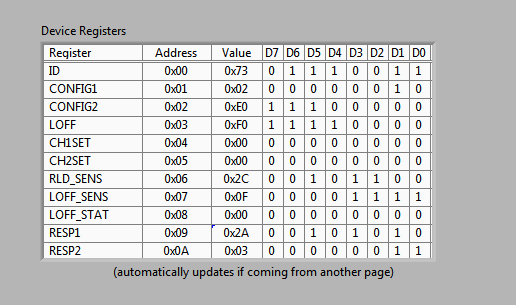 Device Registers
Register Address Value D7 D6 D5 D4 D3 D2 D1 D0
ID 0x00 0x73 0 1 1 1 0 0 1 1
CONFIG1 0x01 0x02 0 0 0 0 0 0 1 0
CONFIG2 0x02 0xE0 1 1 1 0 0 0 0 0
LOFF 0x03 0xF0 1 1 1 1 0 0 0 0
CH1SET 0x04 0x00 0 0 0 0 0 0 0 0
CH2SET 0x05 0x00 0 0 0 0 0 0 0 0
RLD_SENS 0x06 0x2C 0 0 1 0 1 1 0 0
LOFF_SENS 0x07 0x0F 0 0 0 0 1 1 1 1
LOFF_STAT 0x08 0x00 0 0 0 0 0 0 0 0
RESP1 0x09 0x2A 0 0 1 0 1 0 1 0
RESP2 0x0A 0x03 0 0 0 0 0 0 1 1
(automatically updates if coming from another page)